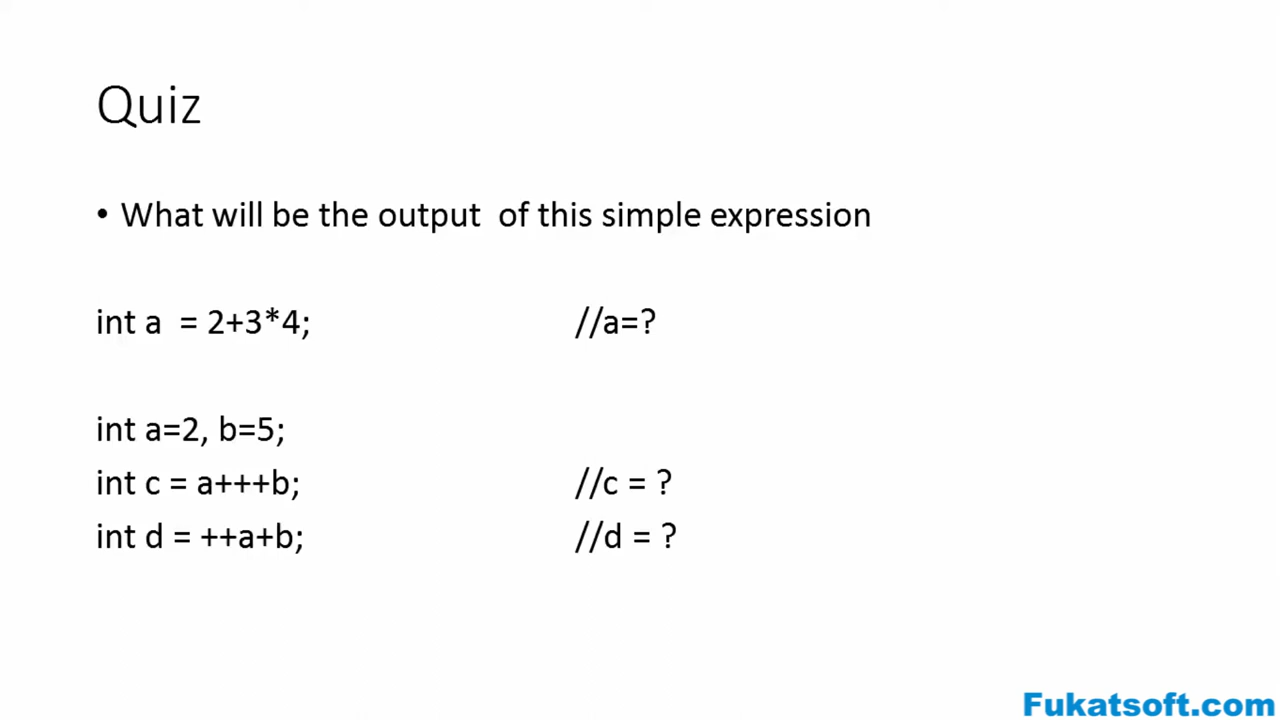 Quiz
• What will be the output of this simple expression
int a = 2+3*4; //a=?
int a=2, b=5;
int c = a+++b; //c = ?
int d = ++a+b; //d = ?
Fukatsoft.com